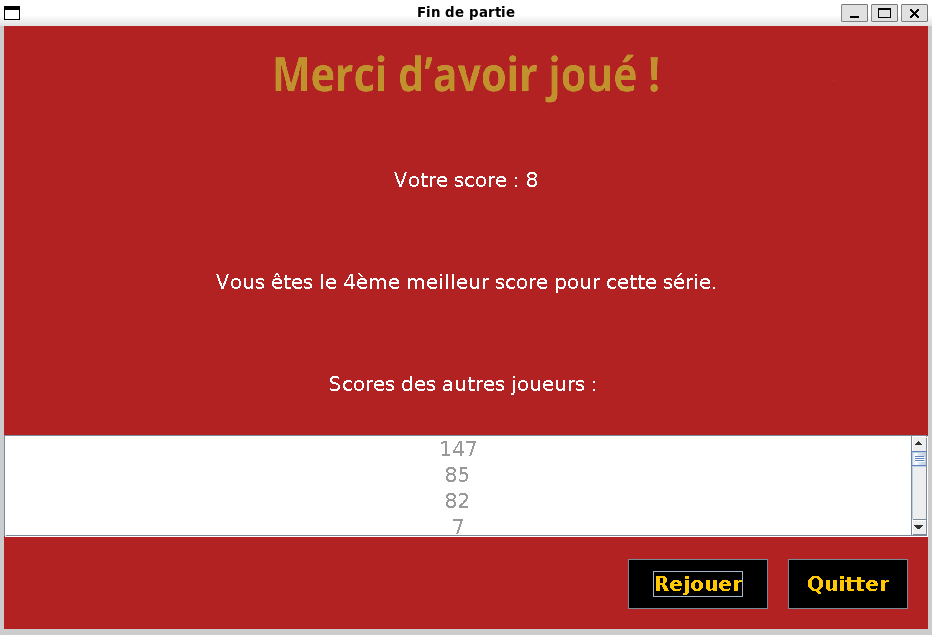 Fin de partie
Merci d’avoir joué !
Votre score : 8
Vous êtes le 4ème meilleur score pour cette série.
Scores des autres joueurs :
147
85
82
7
Rejouer
Quitter